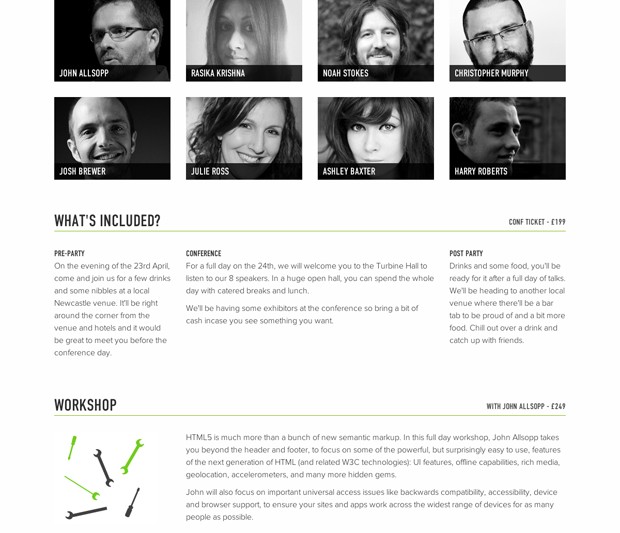 JOHN ALLSOPP
RASIKA KRISHNA
NOAH STOKES
CHRISTOPHER MURPHY
JOSH BREWER
JULIE ROSS
ASHLEY BAXTER
HARRY ROBERTS
WHAT'S INCLUDED?
CONF TICKET - £199
PRE-PARTY
On the evening of the 23rd April,
come and join us for a few drinks
and some nibbles at a local
Newcastle venue. It'll be right
around the corner from the
venue and hotels and it would
be great to meet you before the
conference day.
CONFERENCE
For a full day on the 24th, we will welcome you to the Turbine Hall to
listen to our 8 speakers. In a huge open hall, you can spend the whole
day with catered breaks and lunch.
We'll be having some exhibitors at the conference so bring a bit of
cash incase you see something you want.
POST PARTY
Drinks and some food, you'll be
ready for it after a full day of talks.
We'll be heading to another local
venue where there'll be a bar
tab to be proud of and a bit more
food. Chill out over a drink and
catch up with friends.
WORKSHOP
WITH JOHN ALLSOPP - £249
HTML5 is much more than a bunch of new semantic markup. In this full day workshop, John Allsopp takes
you beyond the header and footer, to focus on some of the powerful, but surprisingly easy to use, features
of the next generation of HTML (and related W3C technologies): UI features, offline capabilities, rich media,
geolocation, accelerometers, and many more hidden gems.
John will also focus on important universal access issues like backwards compatibility, accessibility, device
and browser support, to ensure your sites and apps work across the widest range of devices for as many
people as possible.